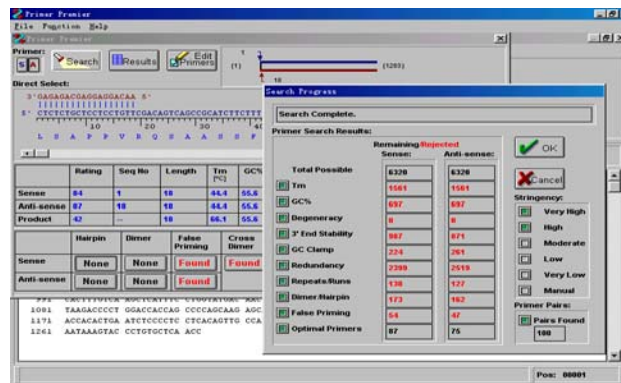 Primer Premier
File Function Help
Primer Premier
Primer:
S A Search Results Edit Primers
1
(1) (1283)
18
Direct Select:
3' GAGAGACGAGGAGGACAA 5'
5' CTCTCTGCTCCTCCTGTTCGACAGTCAGCCGCATCTTCTTT
10 20 30
L S A P P V R Q S A A S S F
Rating Seq No Length Tm [°C] GC%
Sense 84 1 18 44.4 55.6
Anti-sense 87 18 18 44.4 55.6
Product 42 -- 18 66.1 55.6
Hairpin Dimer False Priming Cross Dimer
Sense None None Found Found
Anti-sense None None Found
1081 TAAGACCCCT GGACCACCAG CCCCAGCAAG AGC
1171 ACCACACTGA ATCTCCCCTC CTCACAGTTG CCA
1261 AATAAAGTAC CCTGTGCTCA ACC
Search Progress
Search Complete.
Primer Search Results:
Remaining/Rejected
Sense: Anti-sense:
Total Possible 6320 6320
Tm 1561 1561
GC% 697 697
Degeneracy 0 0
3' End Stability 987 871
GC Clamp 224 261
Redundancy 2399 2519
Repeats/Runs 138 127
Dimer/Hairpin 173 162
False Priming 54 47
Optimal Primers 87 75
OK
Cancel
Stringency:
Very High
High
Moderate
Low
Very Low
Manual
Primer Pairs:
Pairs Found
100
Pos: 00001